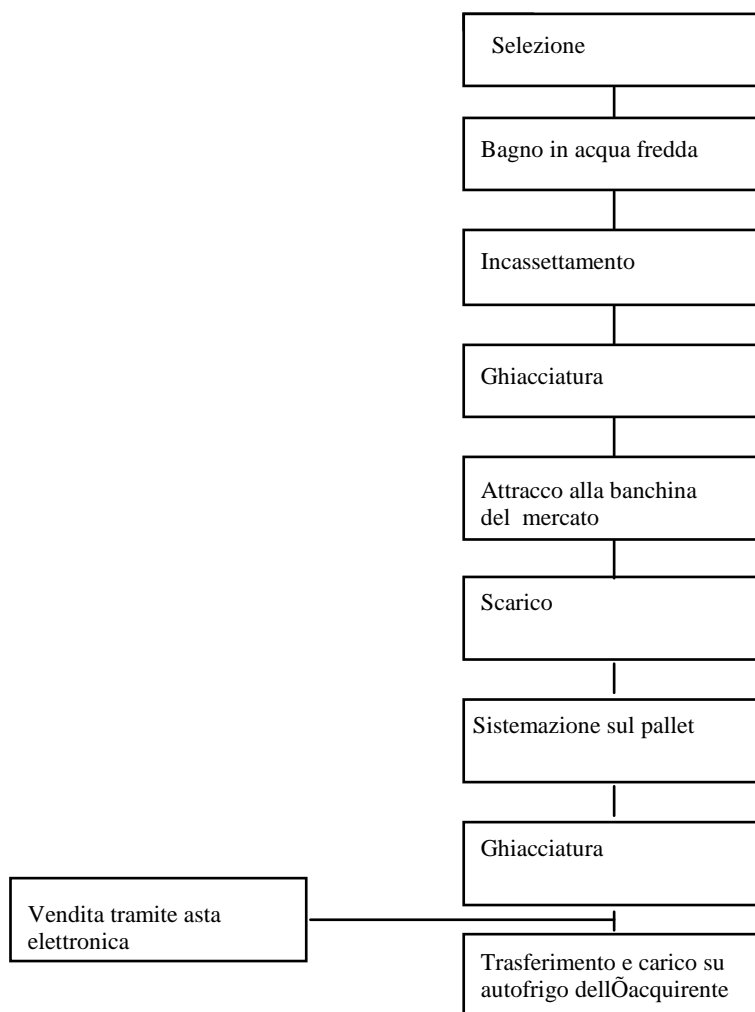 Selezione
Bagno in acqua fredda
Incassettamento
Ghiacciatura
Attracco alla banchina
del mercato
Scarico
Sistemazione sul pallet
Ghiacciatura
Vendita tramite asta
elettronica
Trasferimento e carico su
autofrigo dellÕacquirente